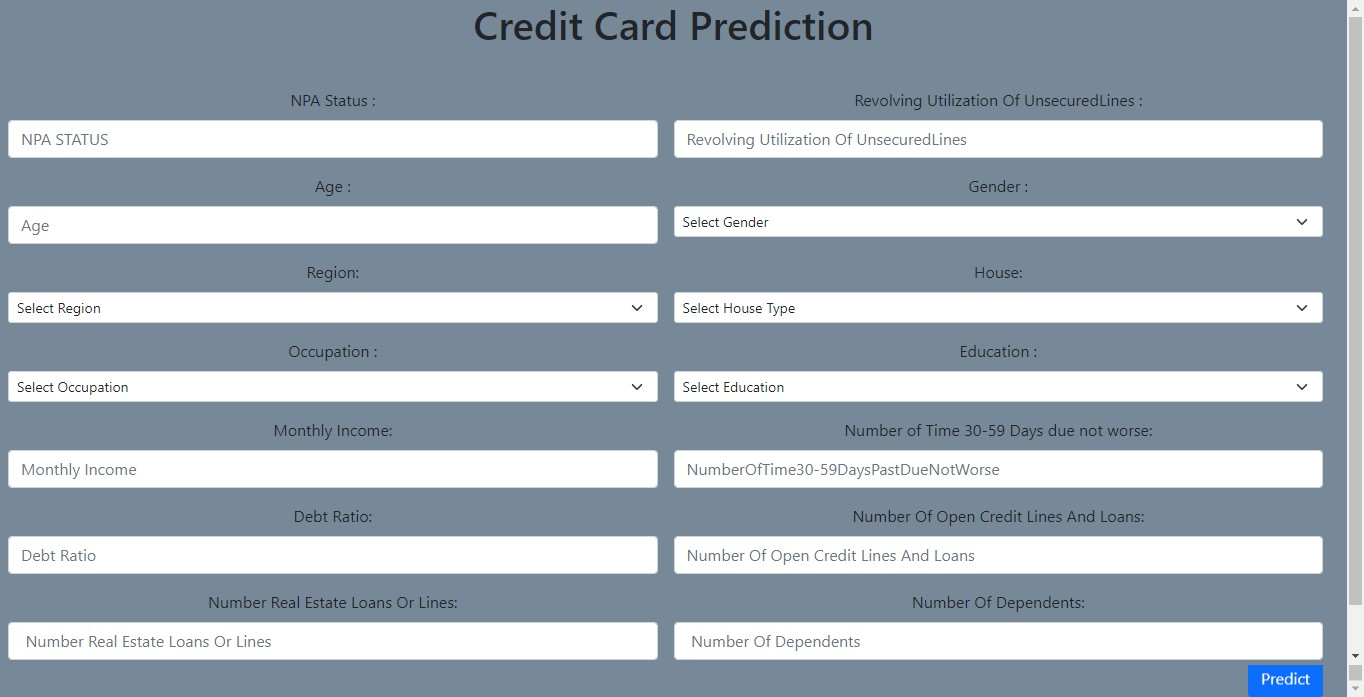 Credit Card Prediction
NPA Status :
Revolving Utilization Of UnsecuredLines :
NPA STATUS
Revolving Utilization Of UnsecuredLines
Age :
Gender :
Age
Select Gender
Region:
House:
Select Region
Select House Type
Occupation :
Education :
Select Occupation
Select Education
Monthly Income:
Number of Time 30-59 Days due not worse:
Monthly Income
NumberOfTime30-59DaysPastDueNotWorse
Debt Ratio:
Number Of Open Credit Lines And Loans:
Debt Ratio
Number Of Open Credit Lines And Loans
Number Real Estate Loans Or Lines:
Number Of Dependents:
Number Real Estate Loans Or Lines
Number Of Dependents
Predict